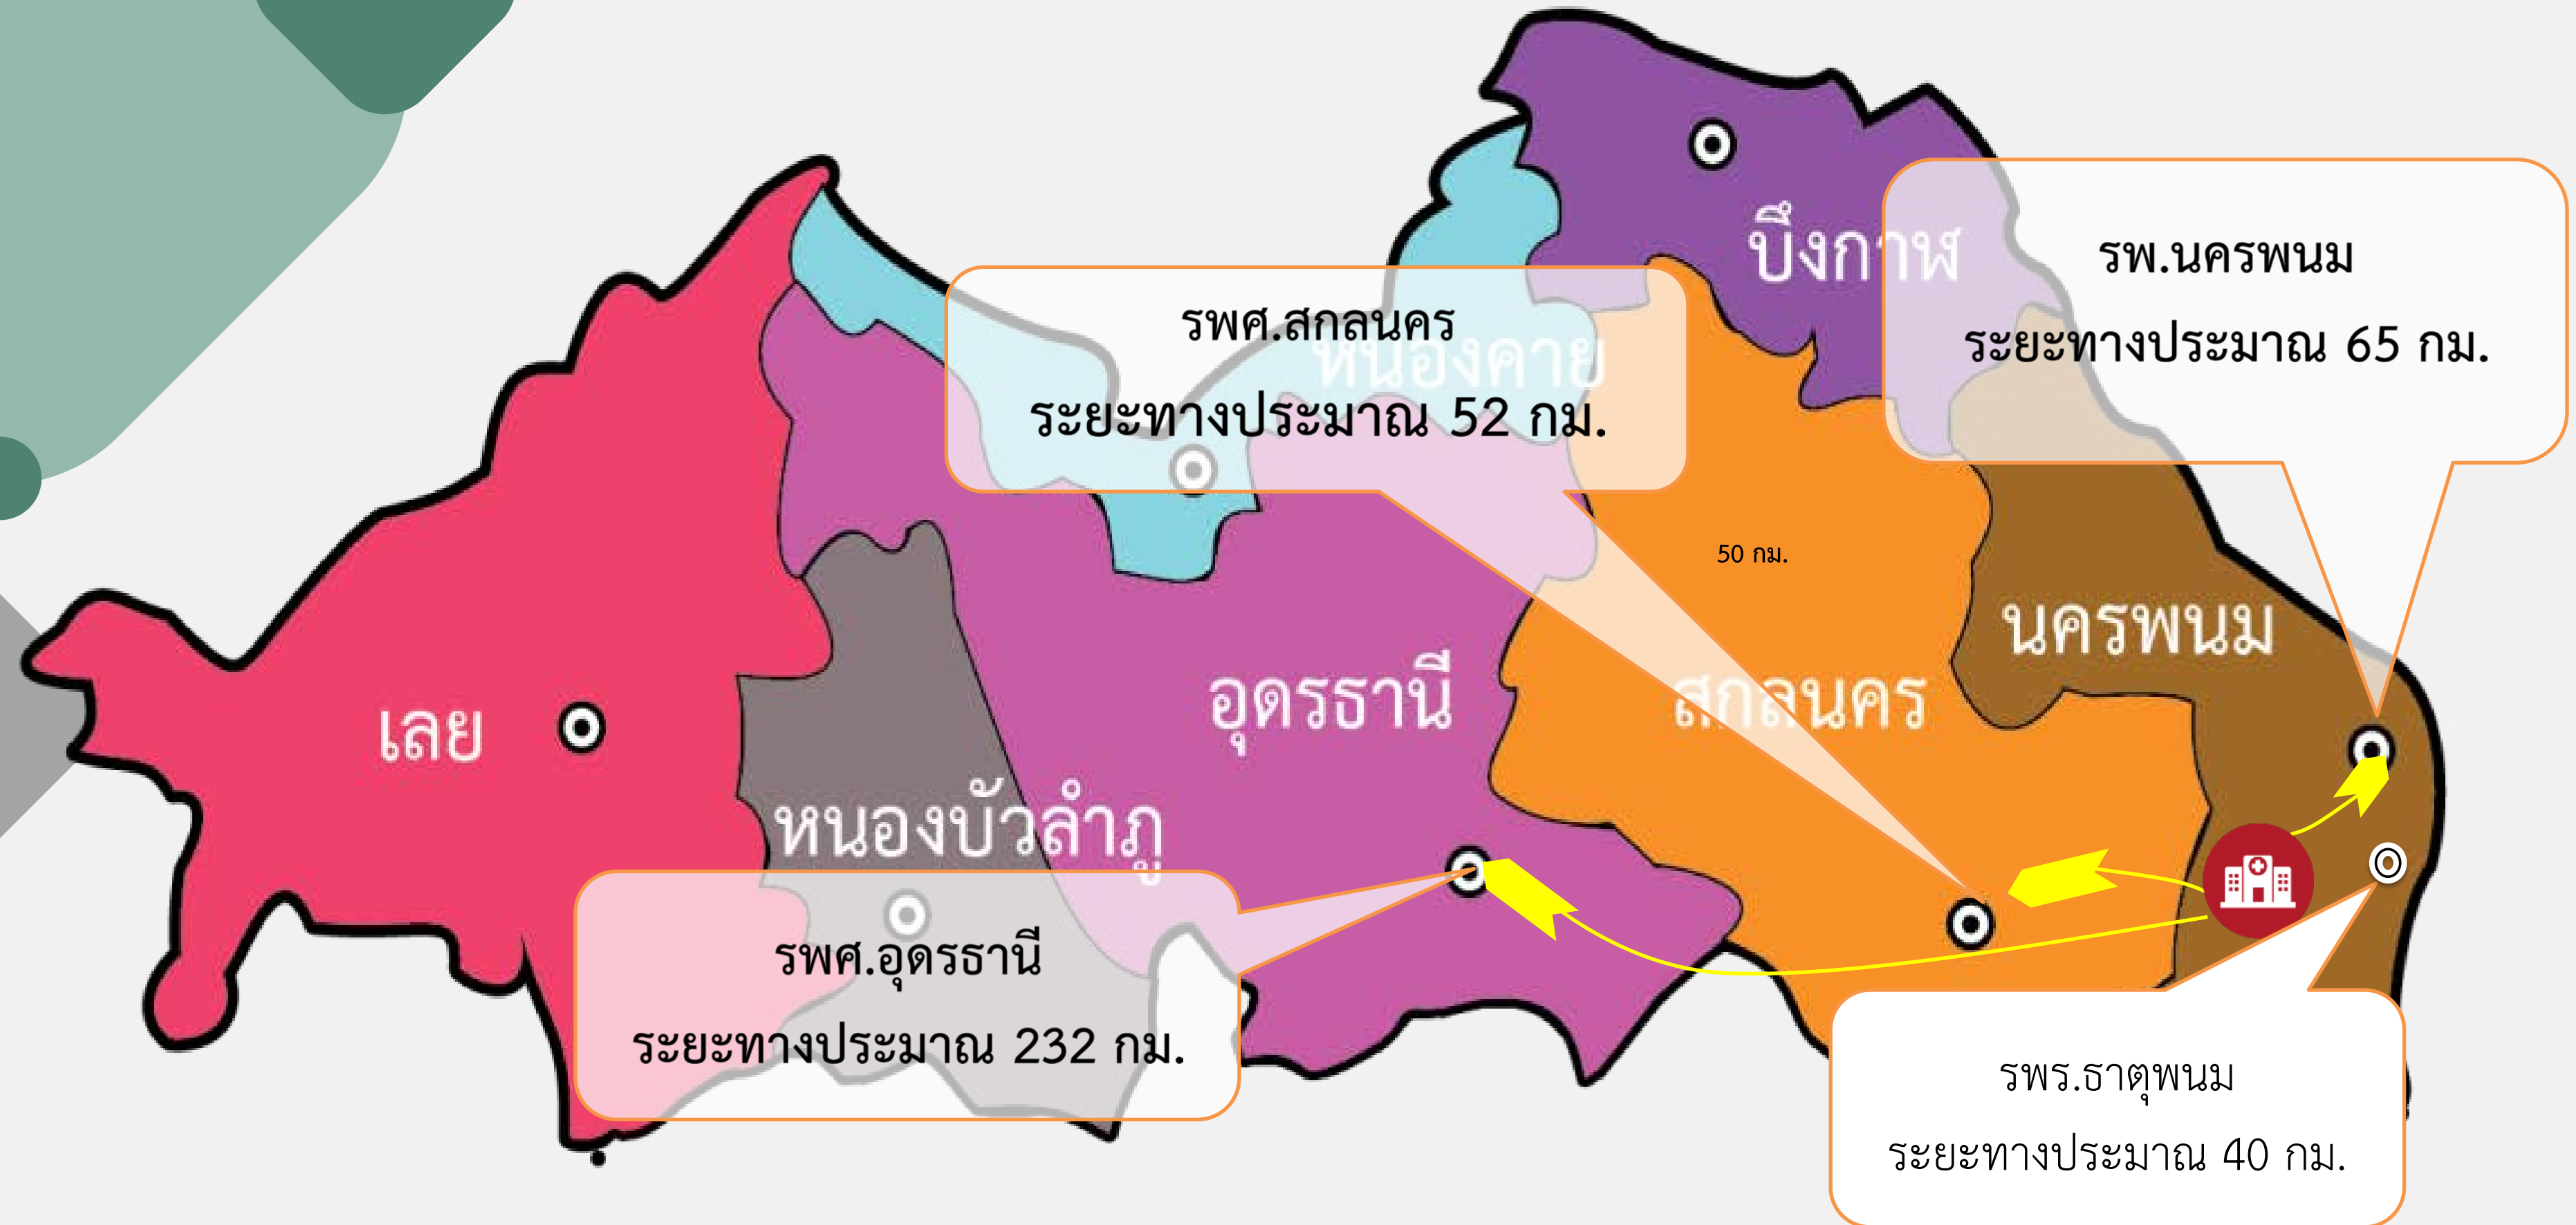 บึงกาฬ
รพ.นครพนม
ระยะทางประมาณ 65 กม.
รพศ.สกลนคร
หนองคาย
ระยะทางประมาณ 52 กม.
50 กม.
นครพนม
อุดรธานี
สกลนคร
เลย
หนองบัวลำภู
รพศ.อุดรธานี
ระยะทางประมาณ 232 กม.
รพร.ธาตุพนม
ระยะทางประมาณ 40 กม.